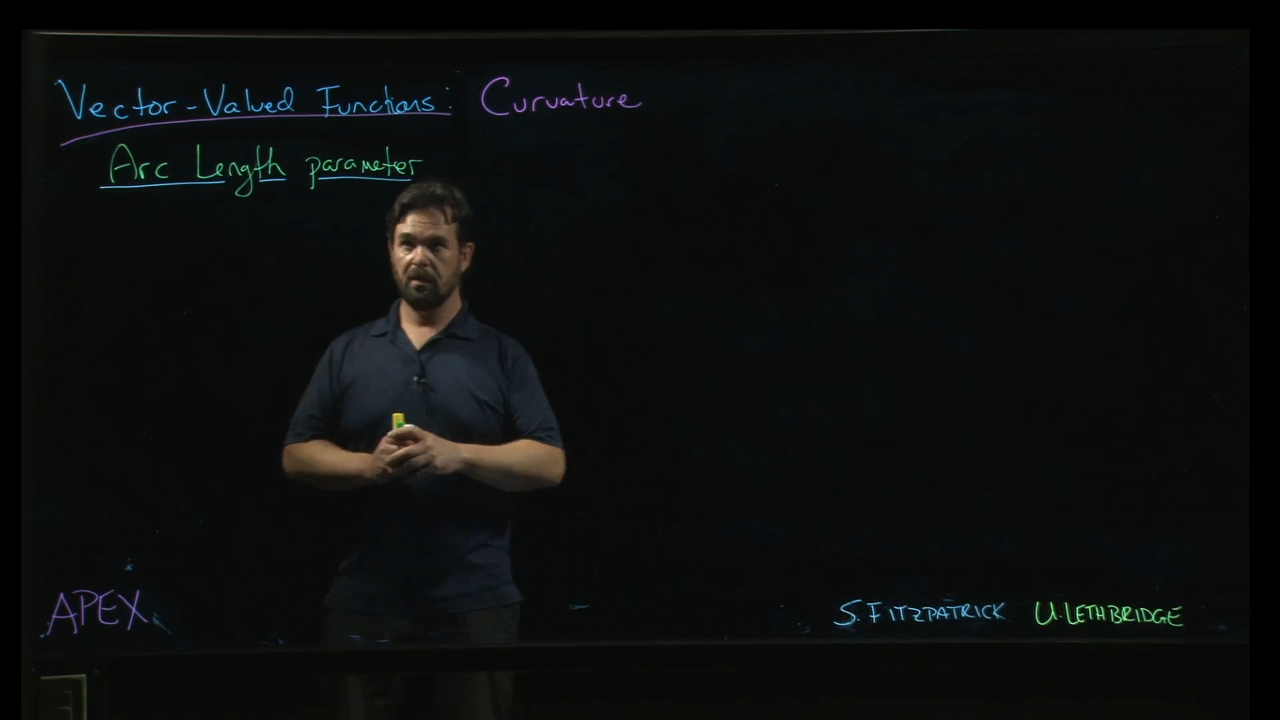 Vector-Valued Functions: Curvature
Arc Length parameter
APEX
S. FITZPATRICK U. LETHBRIDGE